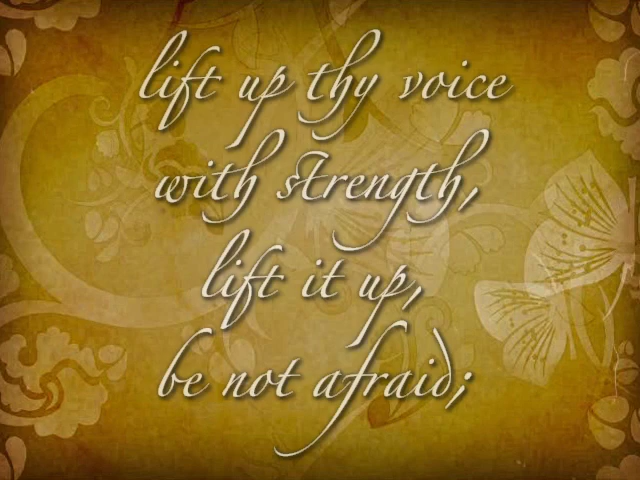 lift up thy voice
with strength,
lift it up,
be not afraid;